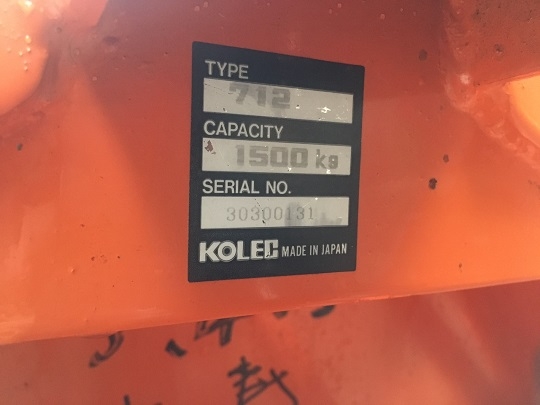 TYPE
712
CAPACITY
1500 kg
SERIAL NO.
30300131
KOLEC MADE IN JAPAN